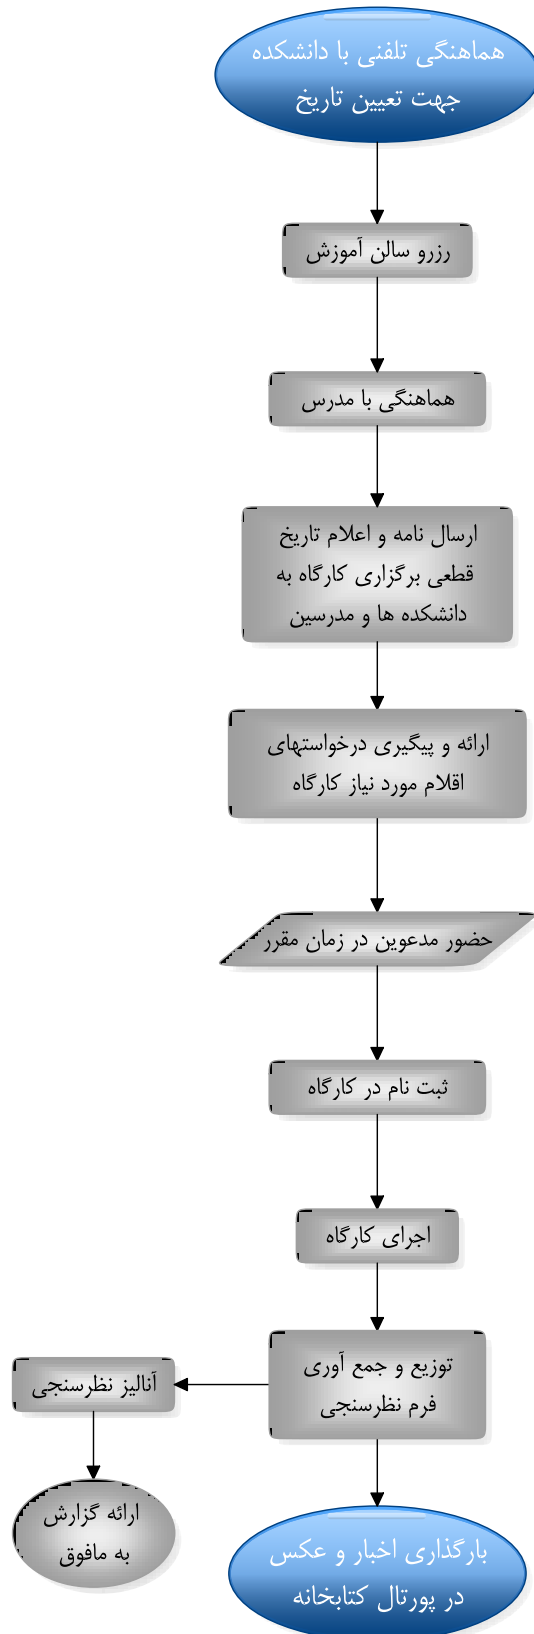 هماهنگی تلفنی با دانشکده
جهت تعیین تاریخ
رزرو سالن آموزش
هماهنگی با مدرس
ارسال نامه و اعلام تاریخ
قطعی برگزاری کارگاه به
دانشکده ها و مدرسین
ارائه و پیگیری درخواستهای
اقلام مورد نیاز کارگاه
حضور مدعوین در زمان مقرر
ثبت نام در کارگاه
اجرای کارگاه
توزیع و جمع آوری
فرم نظرسنجی
آنالیز نظرسنجی
ارائه گزارش
به مافوق
بارگذاری اخبار و عکس
در پورتال کتابخانه